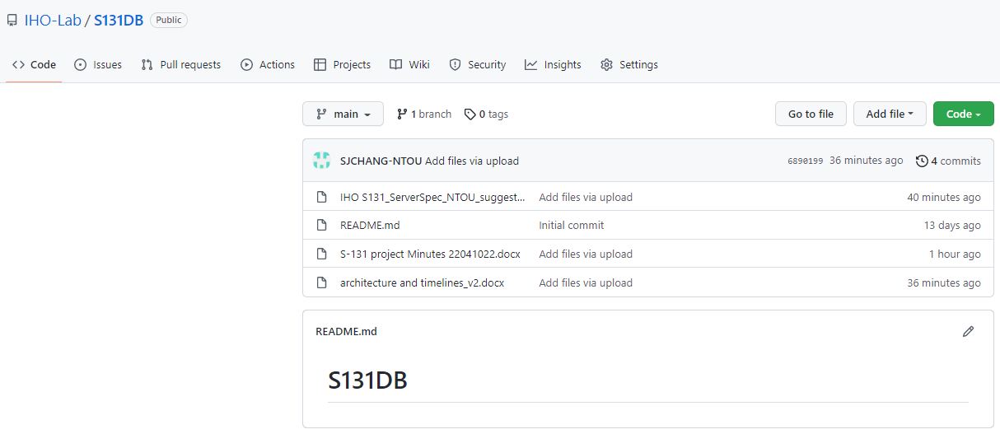 IHO-Lab / S131DB Public
Code Issues Pull requests Actions Projects Wiki Security Insights Settings
main 1 branch 0 tags Go to file Add file Code
SJCHANG-NTOU Add files via upload 6890199 36 minutes ago 4 commits
IHO S131_ServerSpec_NTOU_suggest... Add files via upload 40 minutes ago
README.md Initial commit 13 days ago
S-131 project Minutes 22041022.docx Add files via upload 1 hour ago
architecture and timelines_v2.docx Add files via upload 36 minutes ago
README.md
S131DB